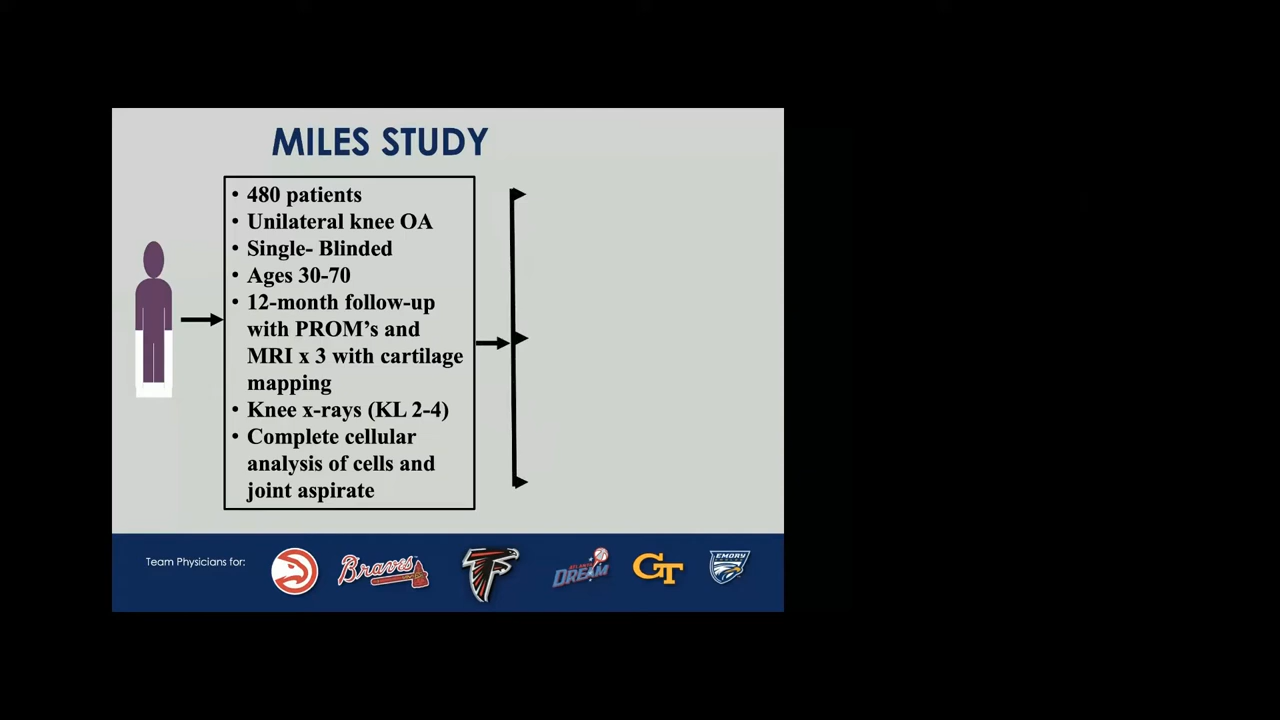 MILES STUDY
• 480 patients
• Unilateral knee OA
• Single- Blinded
• Ages 30-70
• 12-month follow-up
with PROM’s and
MRI x 3 with cartilage
mapping
• Knee x-rays (KL 2-4)
• Complete cellular
analysis of cells and
joint aspirate
Team Physicians for:
Braves
ATLANTA
DREAM
GT
EMORY